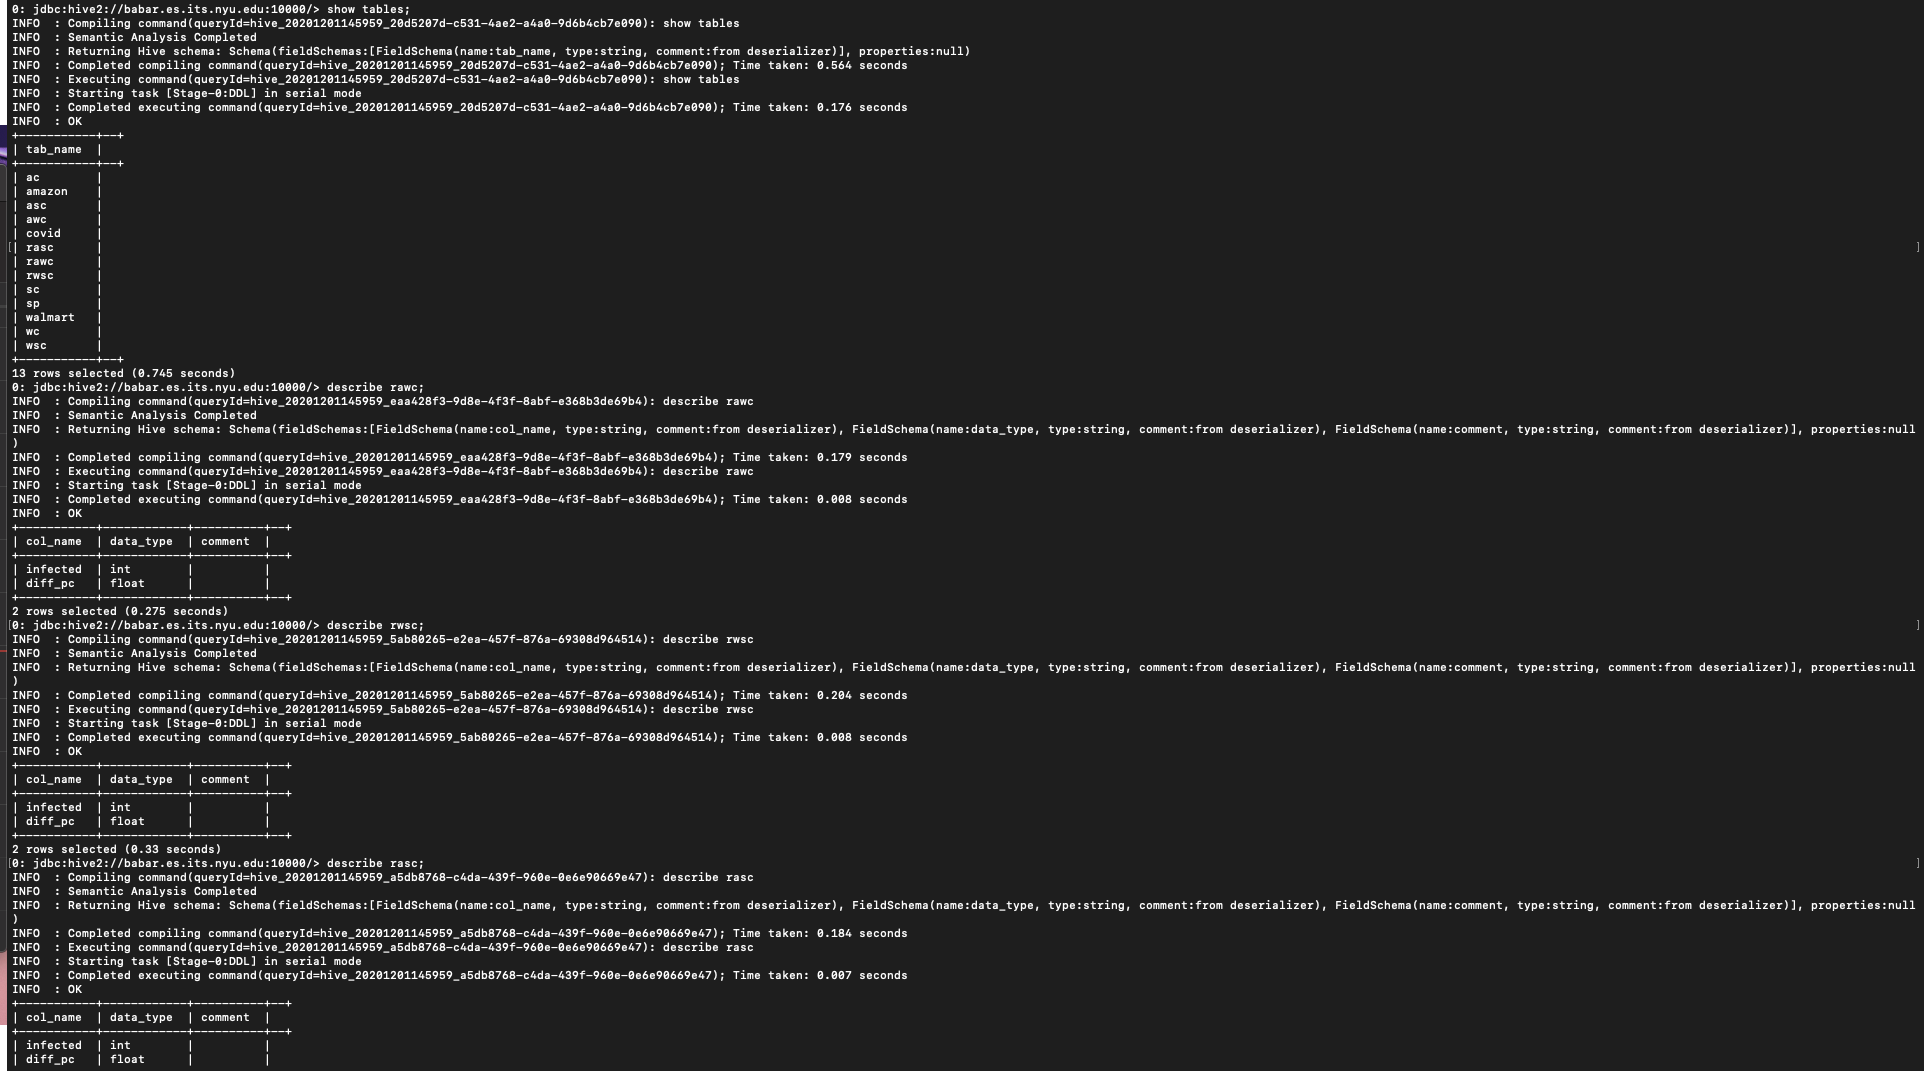 0: jdbc:hive2://babar.es.its.nyu.edu:10000/> show tables;
INFO  : Compiling command(queryId=hive_20201201145959_20d5207d-c531-4ae2-a4a0-9d6b4cb7e090): show tables
INFO  : Semantic Analysis Completed
INFO  : Returning Hive schema: Schema(fieldSchemas:[FieldSchema(name:tab_name, type:string, comment:from deserializer)], properties:null)
INFO  : Completed compiling command(queryId=hive_20201201145959_20d5207d-c531-4ae2-a4a0-9d6b4cb7e090); Time taken: 0.564 seconds
INFO  : Executing command(queryId=hive_20201201145959_20d5207d-c531-4ae2-a4a0-9d6b4cb7e090): show tables
INFO  : Starting task [Stage-0:DDL] in serial mode
INFO  : Completed executing command(queryId=hive_20201201145959_20d5207d-c531-4ae2-a4a0-9d6b4cb7e090); Time taken: 0.176 seconds
INFO  : OK
+-----------+--+
| tab_name  |
+-----------+--+
| ac        |
| amazon    |
| asc       |
| awc       |
| covid     |
[| rasc      | ]
| rawc      |
| rwsc      |
| sc        |
| sp        |
| walmart   |
| wc        |
| wsc       |
+-----------+--+
13 rows selected (0.745 seconds)
0: jdbc:hive2://babar.es.its.nyu.edu:10000/> describe rawc;
INFO  : Compiling command(queryId=hive_20201201145959_eaa428f3-9d8e-4f3f-8abf-e368b3de69b4): describe rawc
INFO  : Semantic Analysis Completed
INFO  : Returning Hive schema: Schema(fieldSchemas:[FieldSchema(name:col_name, type:string, comment:from deserializer), FieldSchema(name:data_type, type:string, comment:from deserializer), FieldSchema(name:comment, type:string, comment:from deserializer)], properties:null
)
INFO  : Completed compiling command(queryId=hive_20201201145959_eaa428f3-9d8e-4f3f-8abf-e368b3de69b4); Time taken: 0.179 seconds
INFO  : Executing command(queryId=hive_20201201145959_eaa428f3-9d8e-4f3f-8abf-e368b3de69b4): describe rawc
INFO  : Starting task [Stage-0:DDL] in serial mode
INFO  : Completed executing command(queryId=hive_20201201145959_eaa428f3-9d8e-4f3f-8abf-e368b3de69b4); Time taken: 0.008 seconds
INFO  : OK
+-----------+------------+----------+--+
| col_name  | data_type  | comment  |
+-----------+------------+----------+--+
| infected  | int        |          |
| diff_pc   | float      |          |
+-----------+------------+----------+--+
2 rows selected (0.275 seconds)
[0: jdbc:hive2://babar.es.its.nyu.edu:10000/> describe rwsc; ]
INFO  : Compiling command(queryId=hive_20201201145959_5ab80265-e2ea-457f-876a-69308d964514): describe rwsc
INFO  : Semantic Analysis Completed
INFO  : Returning Hive schema: Schema(fieldSchemas:[FieldSchema(name:col_name, type:string, comment:from deserializer), FieldSchema(name:data_type, type:string, comment:from deserializer), FieldSchema(name:comment, type:string, comment:from deserializer)], properties:null
)
INFO  : Completed compiling command(queryId=hive_20201201145959_5ab80265-e2ea-457f-876a-69308d964514); Time taken: 0.204 seconds
INFO  : Executing command(queryId=hive_20201201145959_5ab80265-e2ea-457f-876a-69308d964514): describe rwsc
INFO  : Starting task [Stage-0:DDL] in serial mode
INFO  : Completed executing command(queryId=hive_20201201145959_5ab80265-e2ea-457f-876a-69308d964514); Time taken: 0.008 seconds
INFO  : OK
+-----------+------------+----------+--+
| col_name  | data_type  | comment  |
+-----------+------------+----------+--+
| infected  | int        |          |
| diff_pc   | float      |          |
+-----------+------------+----------+--+
2 rows selected (0.33 seconds)
[0: jdbc:hive2://babar.es.its.nyu.edu:10000/> describe rasc; ]
INFO  : Compiling command(queryId=hive_20201201145959_a5db8768-c4da-439f-960e-0e6e90669e47): describe rasc
INFO  : Semantic Analysis Completed
INFO  : Returning Hive schema: Schema(fieldSchemas:[FieldSchema(name:col_name, type:string, comment:from deserializer), FieldSchema(name:data_type, type:string, comment:from deserializer), FieldSchema(name:comment, type:string, comment:from deserializer)], properties:null
)
INFO  : Completed compiling command(queryId=hive_20201201145959_a5db8768-c4da-439f-960e-0e6e90669e47); Time taken: 0.184 seconds
INFO  : Executing command(queryId=hive_20201201145959_a5db8768-c4da-439f-960e-0e6e90669e47): describe rasc
INFO  : Starting task [Stage-0:DDL] in serial mode
INFO  : Completed executing command(queryId=hive_20201201145959_a5db8768-c4da-439f-960e-0e6e90669e47); Time taken: 0.007 seconds
INFO  : OK
+-----------+------------+----------+--+
| col_name  | data_type  | comment  |
+-----------+------------+----------+--+
| infected  | int        |          |
| diff_pc   | float      |          |